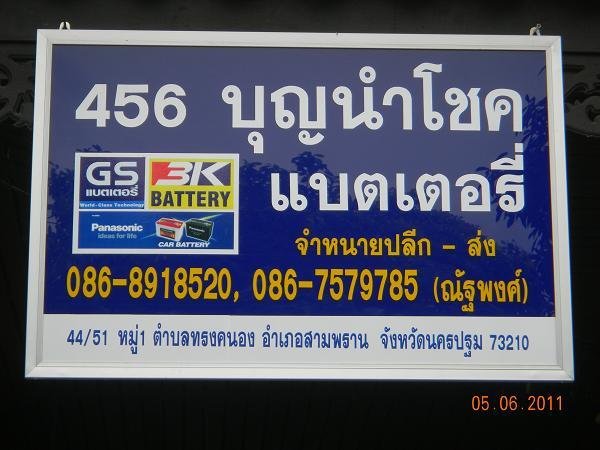 456 บุญนำโชค
แบตเตอรี่
GS
แบตเตอรี่
World-Class Technology
3K
BATTERY
Panasonic
ideas for life
CAR BATTERY
จำหน่ายปลีก - ส่ง
086-8918520, 086-7579785 (ณัฐพงศ์)
44/51 หมู่1 ตำบลทรงคนอง อำเภอสามพราน จังหวัดนครปฐม 73210
05.06.2011